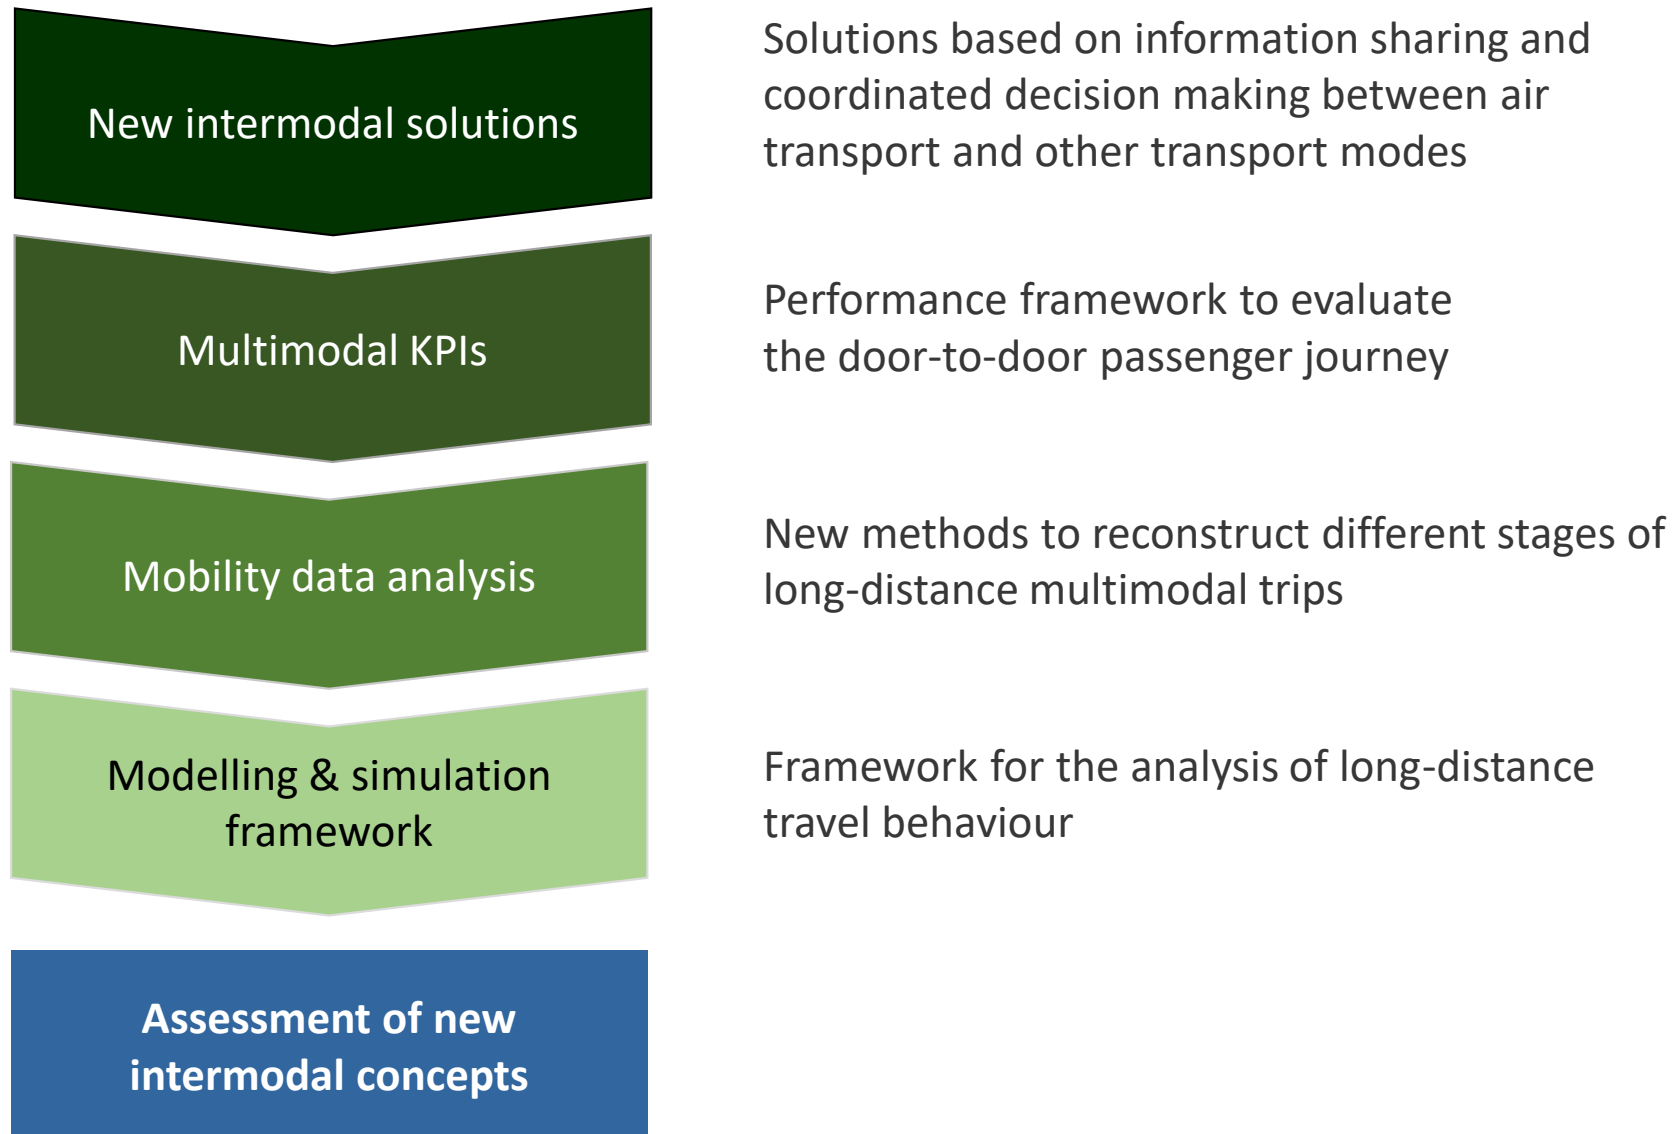 New intermodal solutions
Solutions based on information sharing and
coordinated decision making between air
transport and other transport modes
Multimodal KPIs
Performance framework to evaluate
the door-to-door passenger journey
Mobility data analysis
New methods to reconstruct different stages of
long-distance multimodal trips
Modelling & simulation
framework
Framework for the analysis of long-distance
travel behaviour
Assessment of new
intermodal concepts